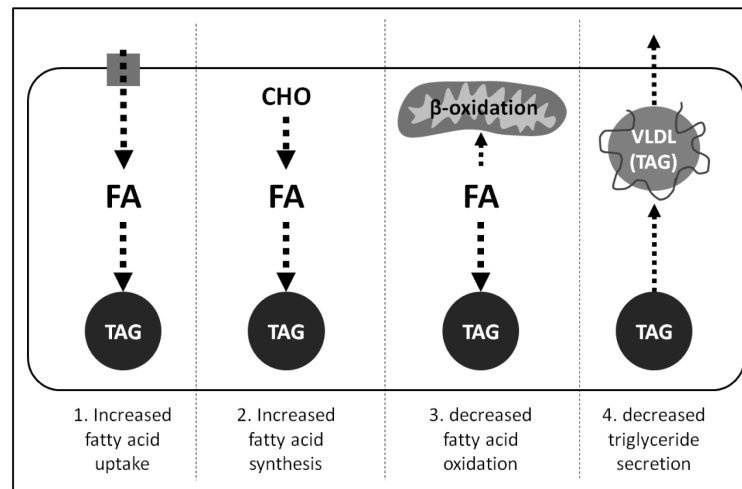 CHO
β-oxidation
VLDL
(TAG)
FA
FA
FA
TAG
TAG
TAG
TAG
1. Increased
fatty acid
uptake
2. Increased
fatty acid
synthesis
3. decreased
fatty acid
oxidation
4. decreased
triglyceride
secretion